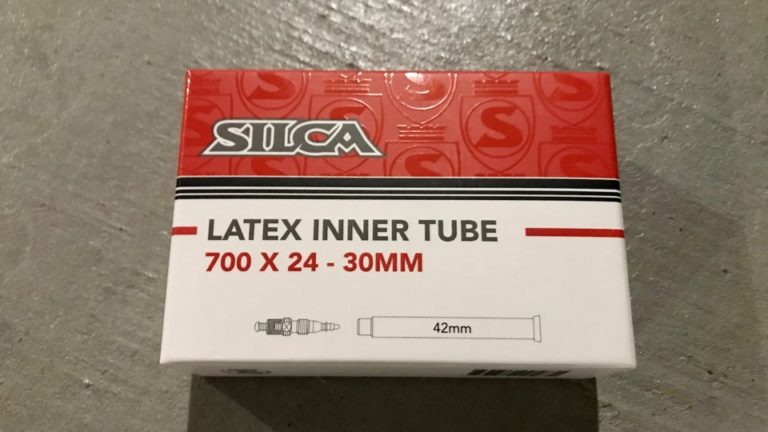 SILCA
LATEX INNER TUBE
700 X 24 - 30MM
42mm